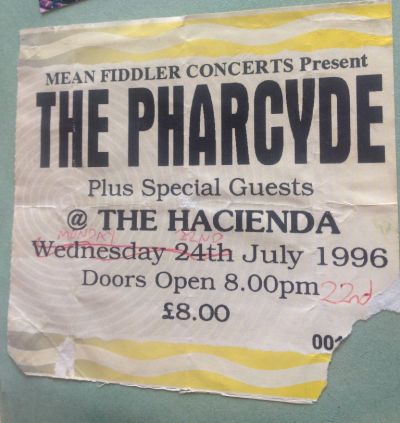 MEAN FIDDLER CONCERTS Present
THE PHARCYDE
Plus Special Guests
@ THE HACIENDA
MONDAY 22ND
Wednesday 24th July 1996
Doors Open 8.00pm 22nd
£8.00
001